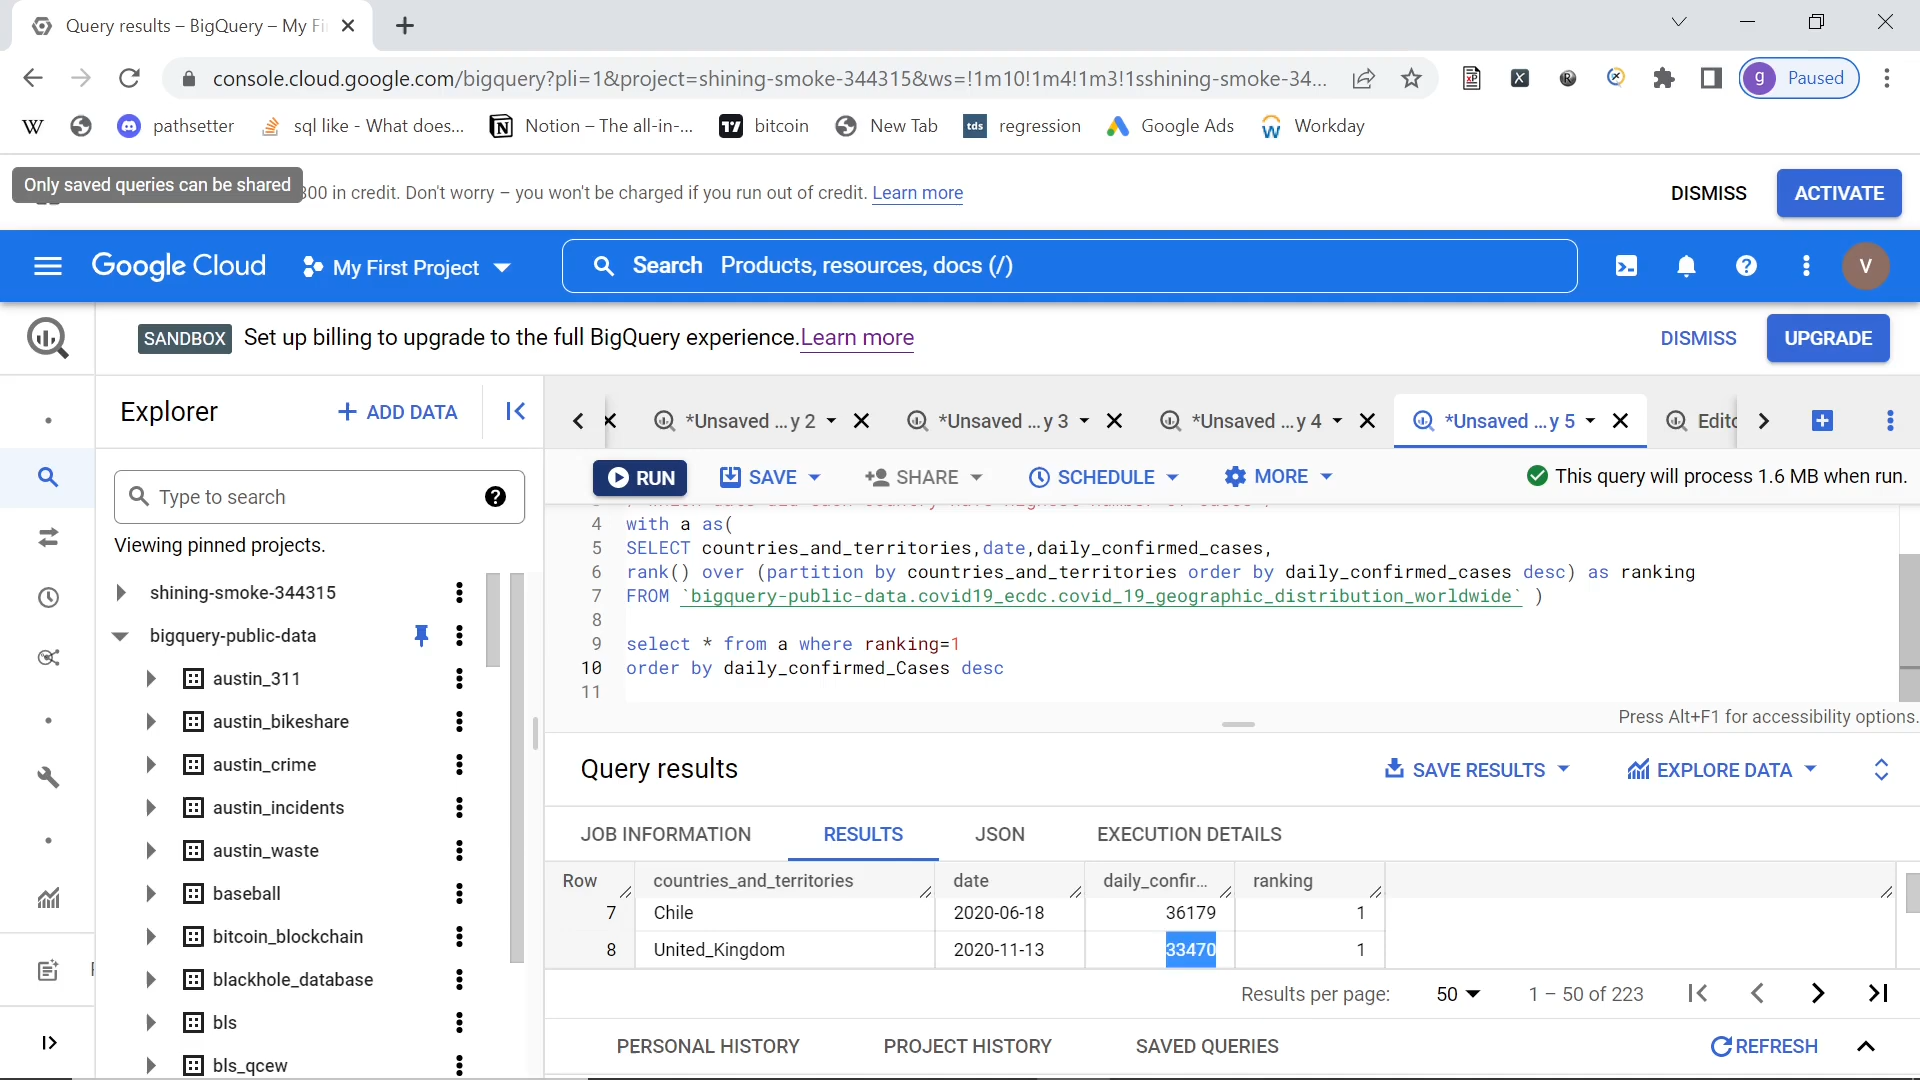 Query results – BigQuery – My Fi
console.cloud.google.com/bigquery?pli=1&project=shining-smoke-344315&ws=!1m10!1m4!1m3!1sshining-smoke-34...
g Paused
W pathsetter sql like - What does... Notion – The all-in-... bitcoin New Tab tds regression Google Ads Workday
Only saved queries can be shared
300 in credit. Don't worry – you won't be charged if you run out of credit. Learn more
DISMISS
ACTIVATE
Google Cloud My First Project Search Products, resources, docs (/)
V
SANDBOX Set up billing to upgrade to the full BigQuery experience. Learn more
DISMISS
UPGRADE
Explorer
+ ADD DATA
*Unsaved ...y 2 *Unsaved ...y 3 *Unsaved ...y 4 *Unsaved ...y 5
RUN SAVE SHARE SCHEDULE MORE This query will process 1.6 MB when run.
Type to search
Viewing pinned projects.
shining-smoke-344315
bigquery-public-data
austin_311
austin_bikeshare
austin_crime
austin_incidents
austin_waste
baseball
bitcoin_blockchain
blackhole_database
bls
bls_qcew
4 with a as(
5 SELECT countries_and_territories,date,daily_confirmed_cases,
6 rank() over (partition by countries_and_territories order by daily_confirmed_cases desc) as ranking
7 FROM `bigquery-public-data.covid19_ecdc.covid_19_geographic_distribution_worldwide` )
8
9 select * from a where ranking=1
10 order by daily_confirmed_Cases desc
11
Press Alt+F1 for accessibility options.
Query results
SAVE RESULTS
EXPLORE DATA
JOB INFORMATION RESULTS JSON EXECUTION DETAILS
Row countries_and_territories date daily_confir... ranking
7 Chile 2020-06-18 36179 1
8 United_Kingdom 2020-11-13 33470 1
Results per page: 50 1 – 50 of 223
PERSONAL HISTORY PROJECT HISTORY SAVED QUERIES REFRESH